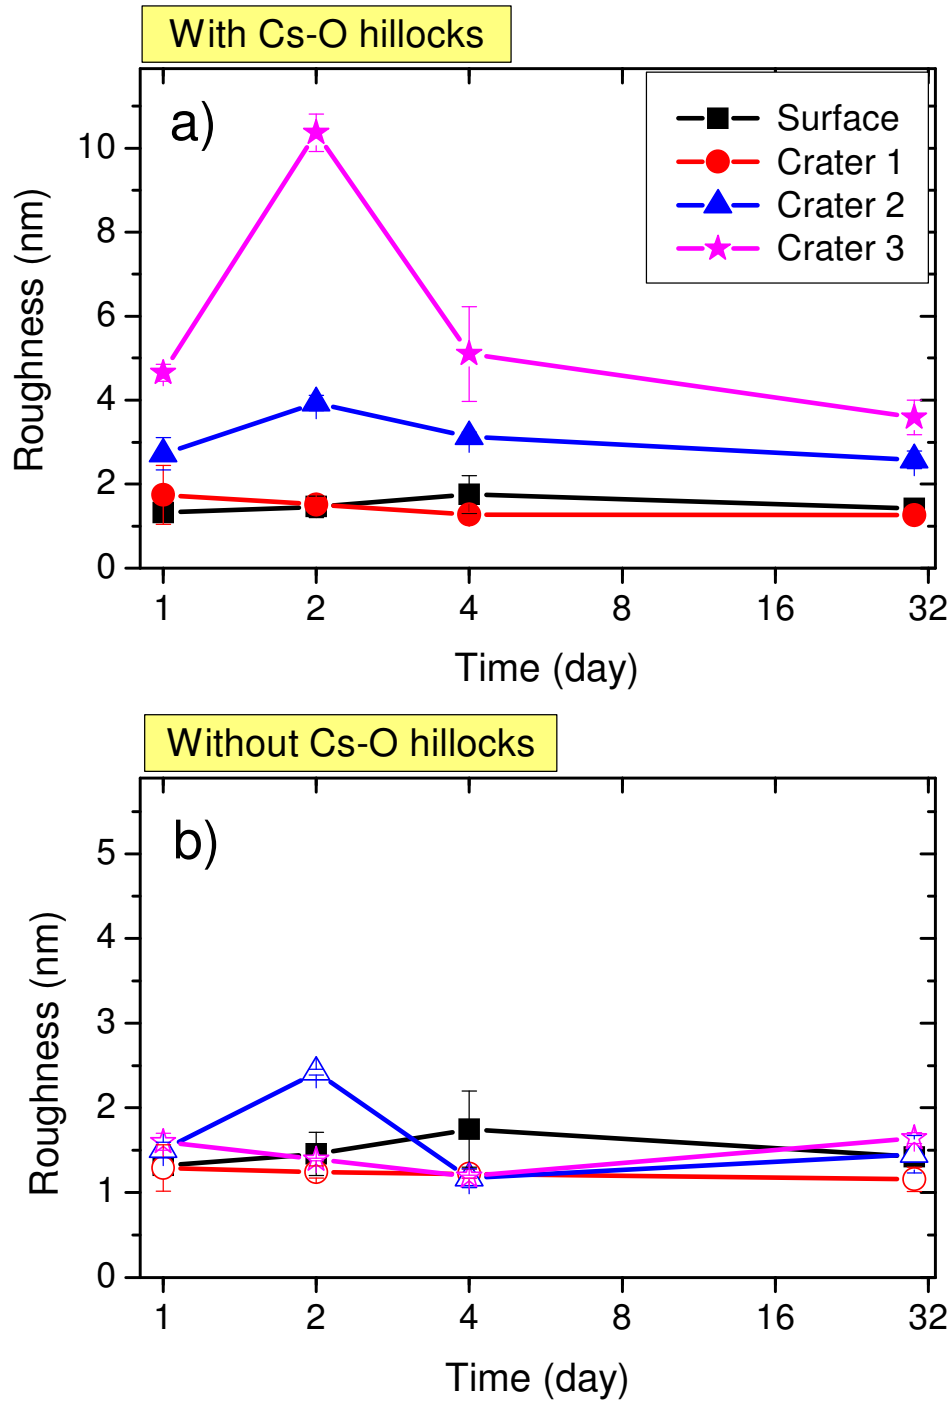 With Cs-O hillocks
a)
Surface
Crater 1
Crater 2
Crater 3
Roughness (nm)
10
8
6
4
2
0
1 2 4 8 16 32
Time (day)
Without Cs-O hillocks
b)
Roughness (nm)
5
4
3
2
1
0
1 2 4 8 16 32
Time (day)